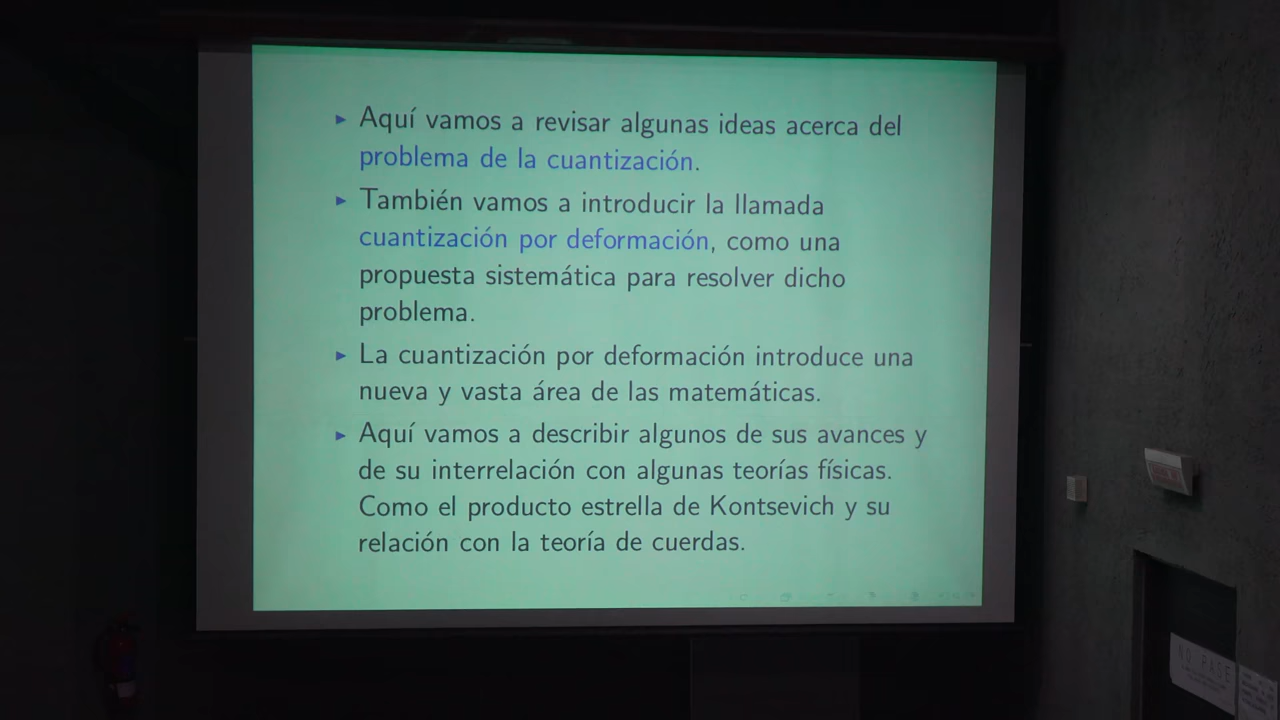 Aquí vamos a revisar algunas ideas acerca del
problema de la cuantización.
También vamos a introducir la llamada
cuantización por deformación, como una
propuesta sistemática para resolver dicho
problema.
La cuantización por deformación introduce una
nueva y vasta área de las matemáticas.
Aquí vamos a describir algunos de sus avances y
de su interrelación con algunas teorías físicas.
Como el producto estrella de Kontsevich y su
relación con la teoría de cuerdas.
NO PASE